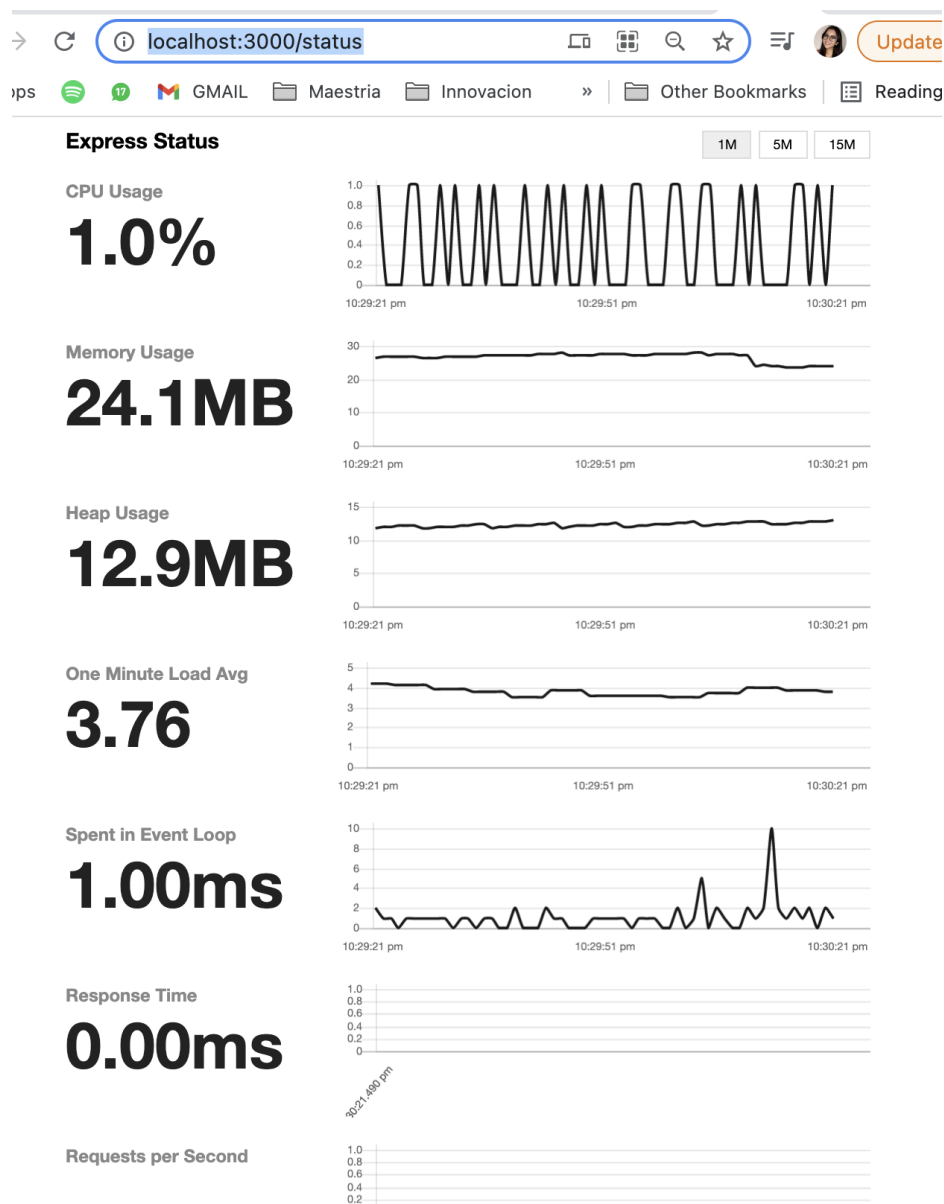 localhost:3000/status
Update
ops
17
GMAIL
Maestria
Innovacion
»
Other Bookmarks
Reading
Express Status
1M
5M
15M
CPU Usage
1.0%
1.0
0.8
0.6
0.4
0.2
0
10:29:21 pm
10:29:51 pm
10:30:21 pm
Memory Usage
24.1MB
30
20
10
0
10:29:21 pm
10:29:51 pm
10:30:21 pm
Heap Usage
12.9MB
15
10
5
0
10:29:21 pm
10:29:51 pm
10:30:21 pm
One Minute Load Avg
3.76
5
4
3
2
1
0
10:29:21 pm
10:29:51 pm
10:30:21 pm
Spent in Event Loop
1.00ms
10
8
6
4
2
0
10:29:21 pm
10:29:51 pm
10:30:21 pm
Response Time
0.00ms
1.0
0.8
0.6
0.4
0.2
0
30:21.490 pm
Requests per Second
1.0
0.8
0.6
0.4
0.2